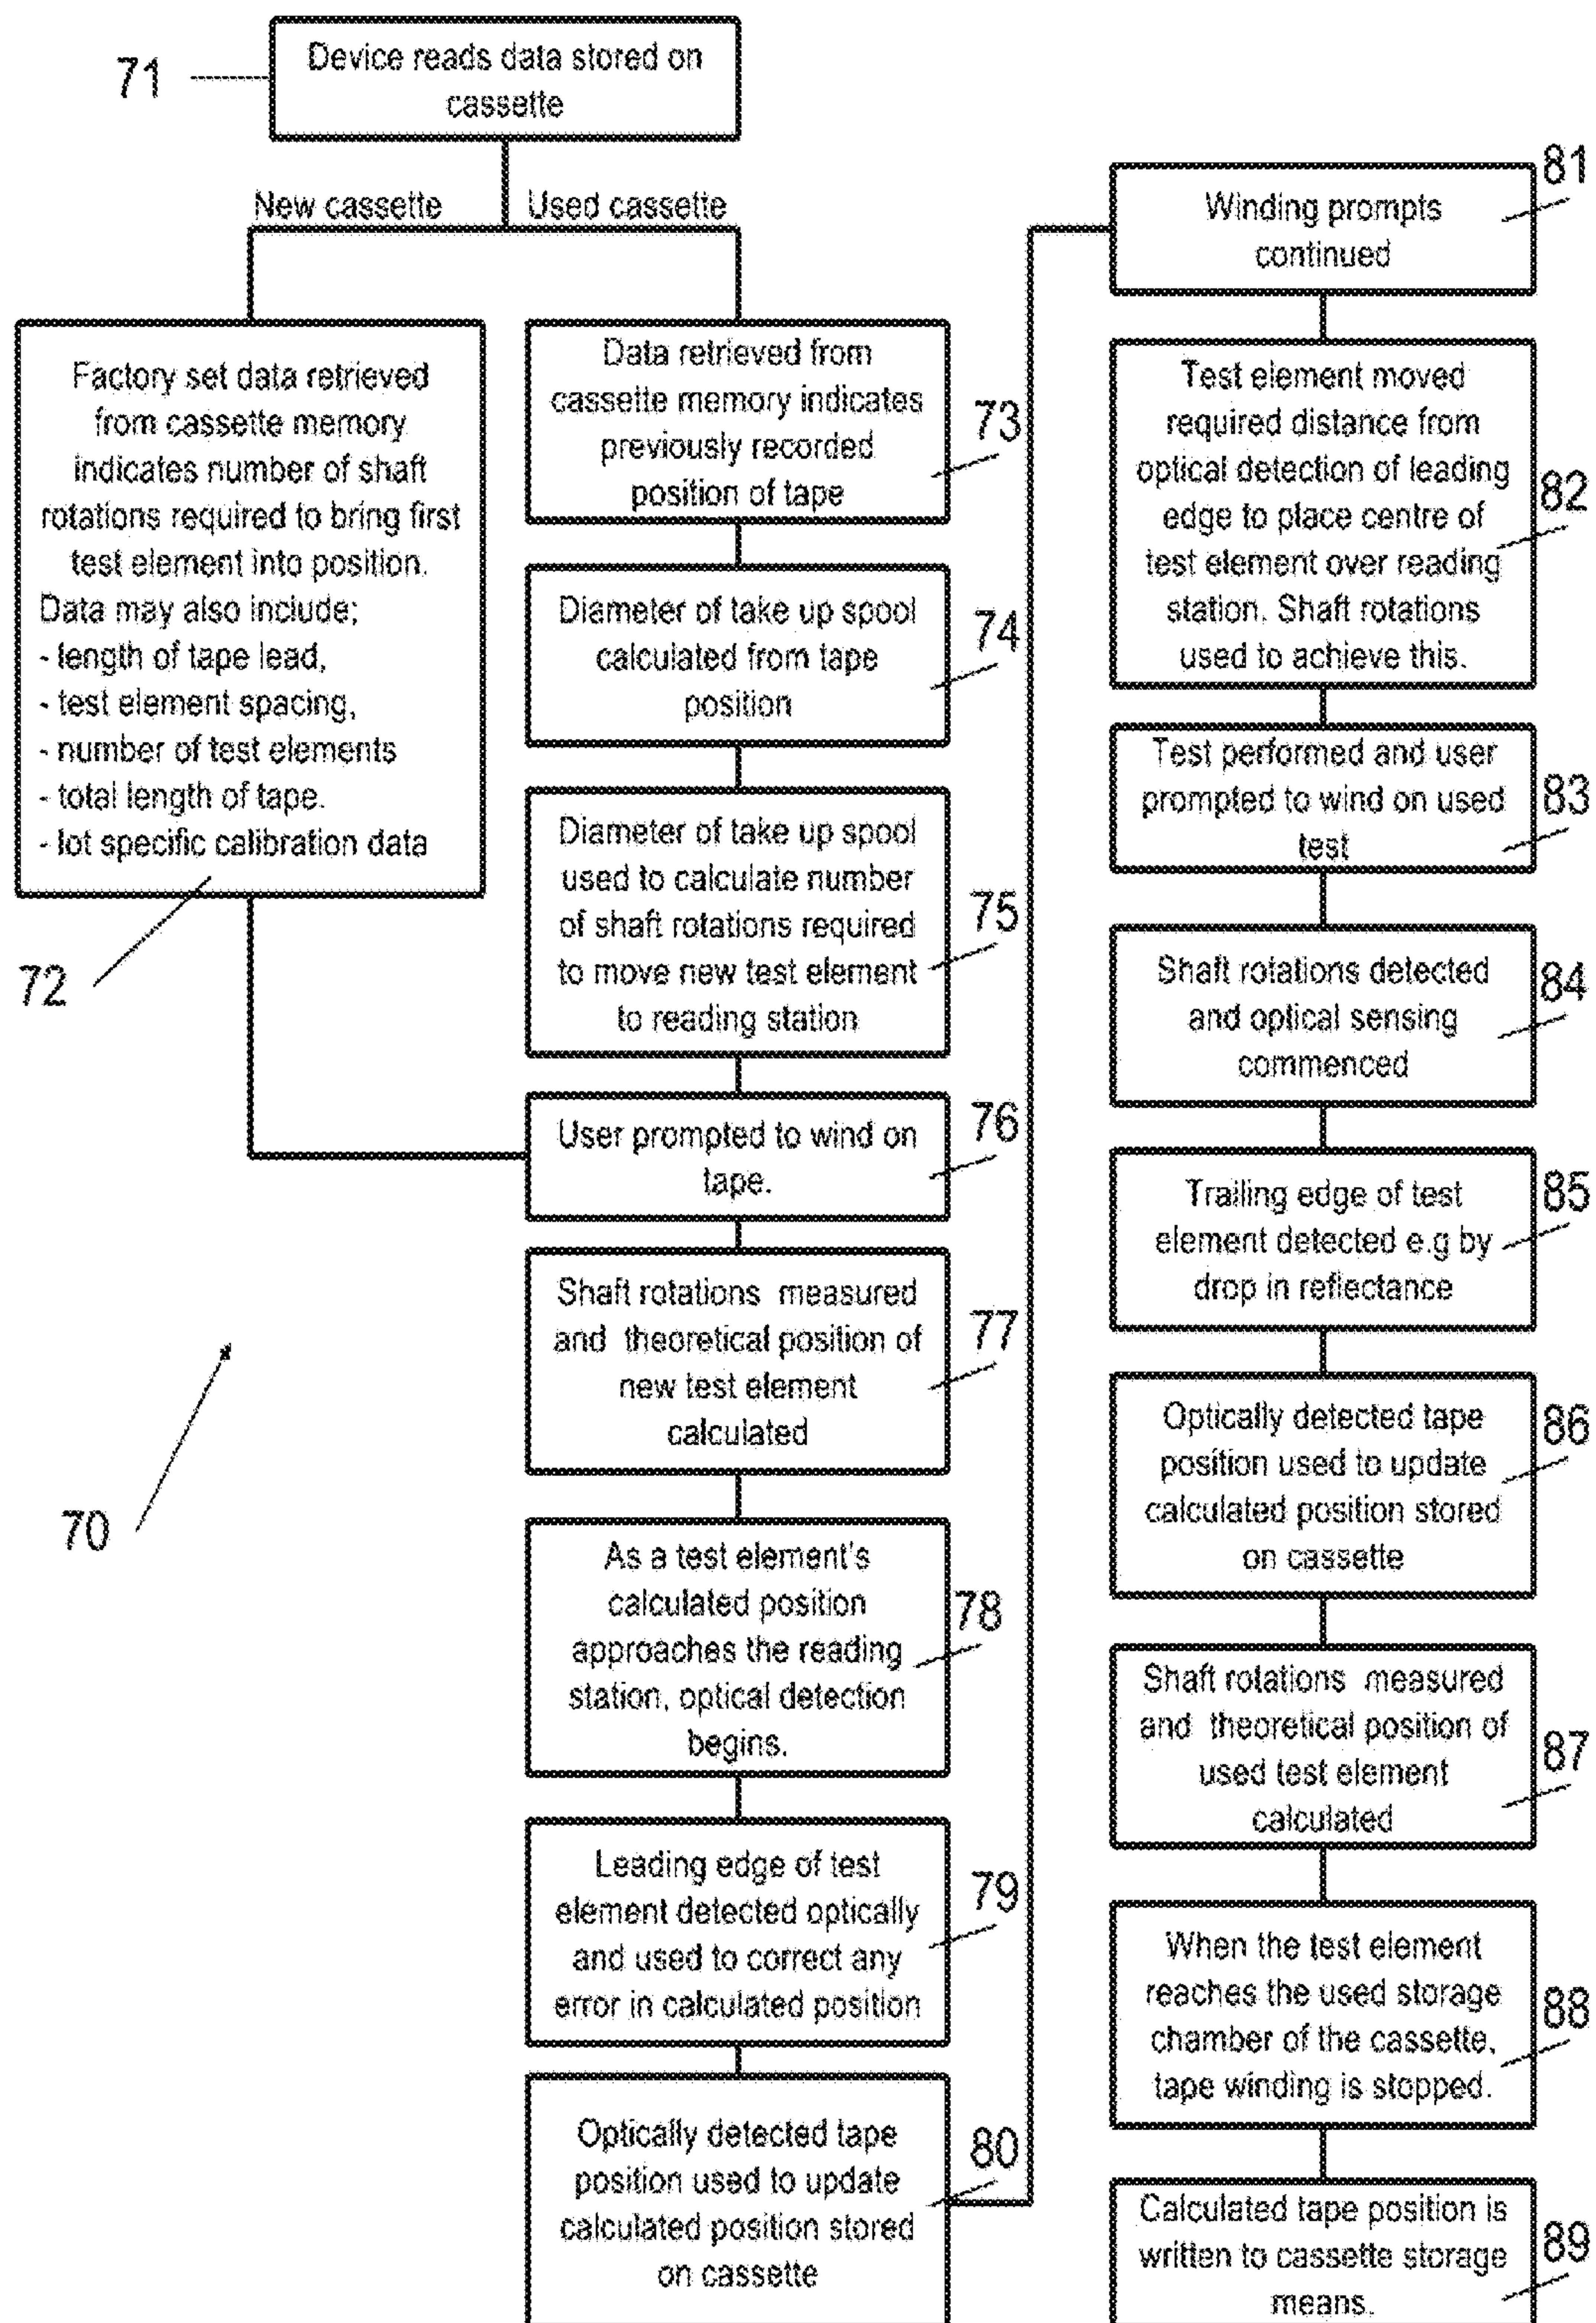 71
Device reads data stored on
cassette
New cassette
Used cassette
Factory set data retrieved
from cassette memory
indicates number of shaft
rotations required to bring first
test element into position.
Data may also include;
- length of tape lead,
- test element spacing,
- number of test elements
- total length of tape.
- lot specific calibration data
72
Data retrieved from
cassette memory indicates
previously recorded
position of tape
73
Diameter of take up spool
calculated from tape
position
74
Diameter of take up spool
used to calculate number
of shaft rotations required
to move new test element
to reading station
75
User prompted to wind on
tape.
76
Shaft rotations measured
and theoretical position of
new test element
calculated
77
70
As a test element's
calculated position
approaches the reading
station, optical detection
begins.
78
Leading edge of test
element detected optically
and used to correct any
error in calculated position
79
Optically detected tape
position used to update
calculated position stored
on cassette
80
Winding prompts
continued
81
Test element moved
required distance from
optical detection of leading
edge to place centre of
test element over reading
station. Shaft rotations
used to achieve this.
82
Test performed and user
prompted to wind on used
test
83
Shaft rotations detected
and optical sensing
commenced
84
Trailing edge of test
element detected e.g by
drop in reflectance
85
Optically detected tape
position used to update
calculated position stored
on cassette
86
Shaft rotations measured
and theoretical position of
used test element
calculated
87
When the test element
reaches the used storage
chamber of the cassette,
tape winding is stopped.
88
Calculated tape position is
written to cassette storage
means.
89